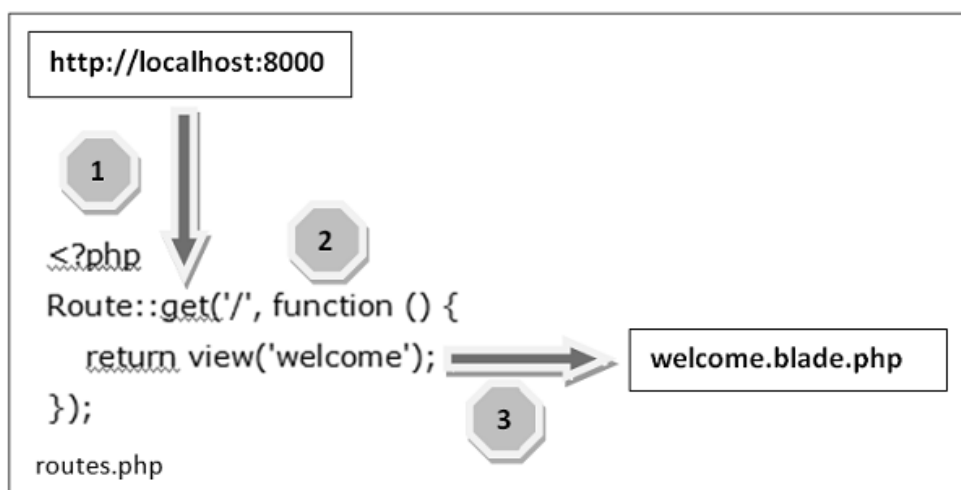 http://localhost:8000
1
2
<?php
Route::get('/', function () {
return view('welcome');
welcome.blade.php
3
});
routes.php